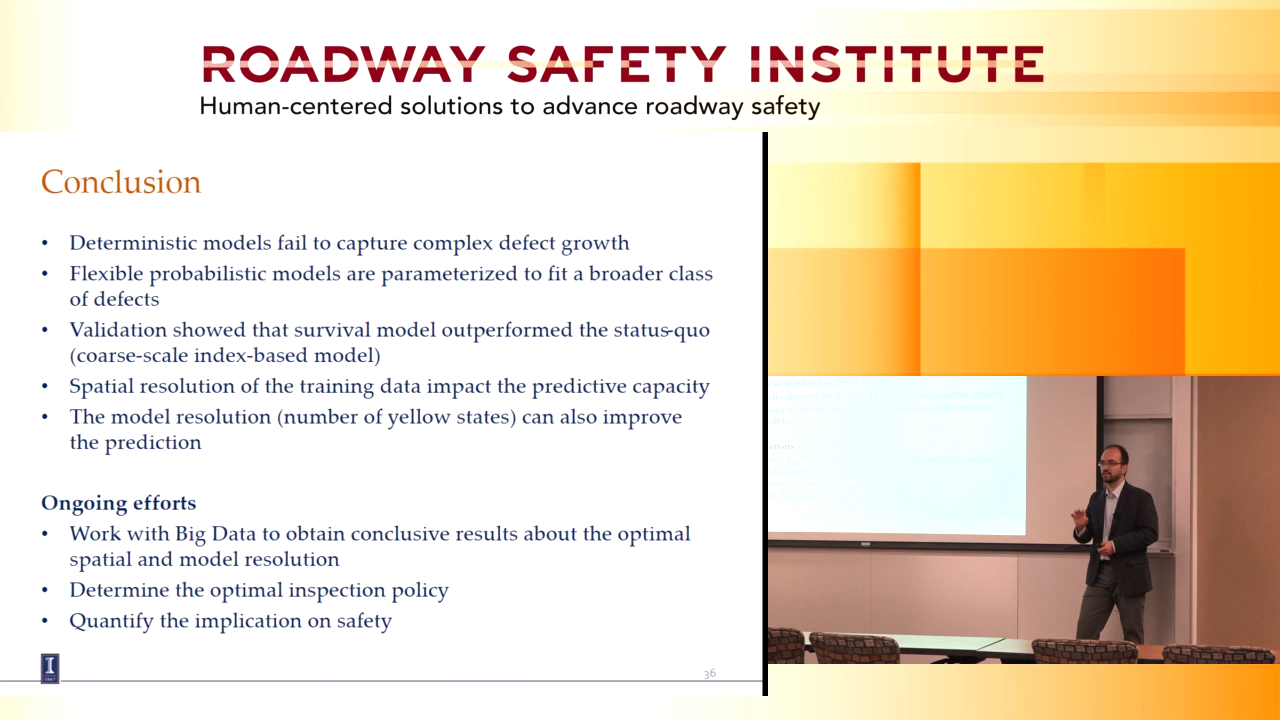 ROADWAY SAFETY INSTITUTE
Human-centered solutions to advance roadway safety
Conclusion
• Deterministic models fail to capture complex defect growth
• Flexible probabilistic models are parameterized to fit a broader class
of defects
• Validation showed that survival model outperformed the status-quo
(coarse-scale index-based model)
• Spatial resolution of the training data impact the predictive capacity
• The model resolution (number of yellow states) can also improve
the prediction
Ongoing efforts
• Work with Big Data to obtain conclusive results about the optimal
spatial and model resolution
• Determine the optimal inspection policy
• Quantify the implication on safety
I
36